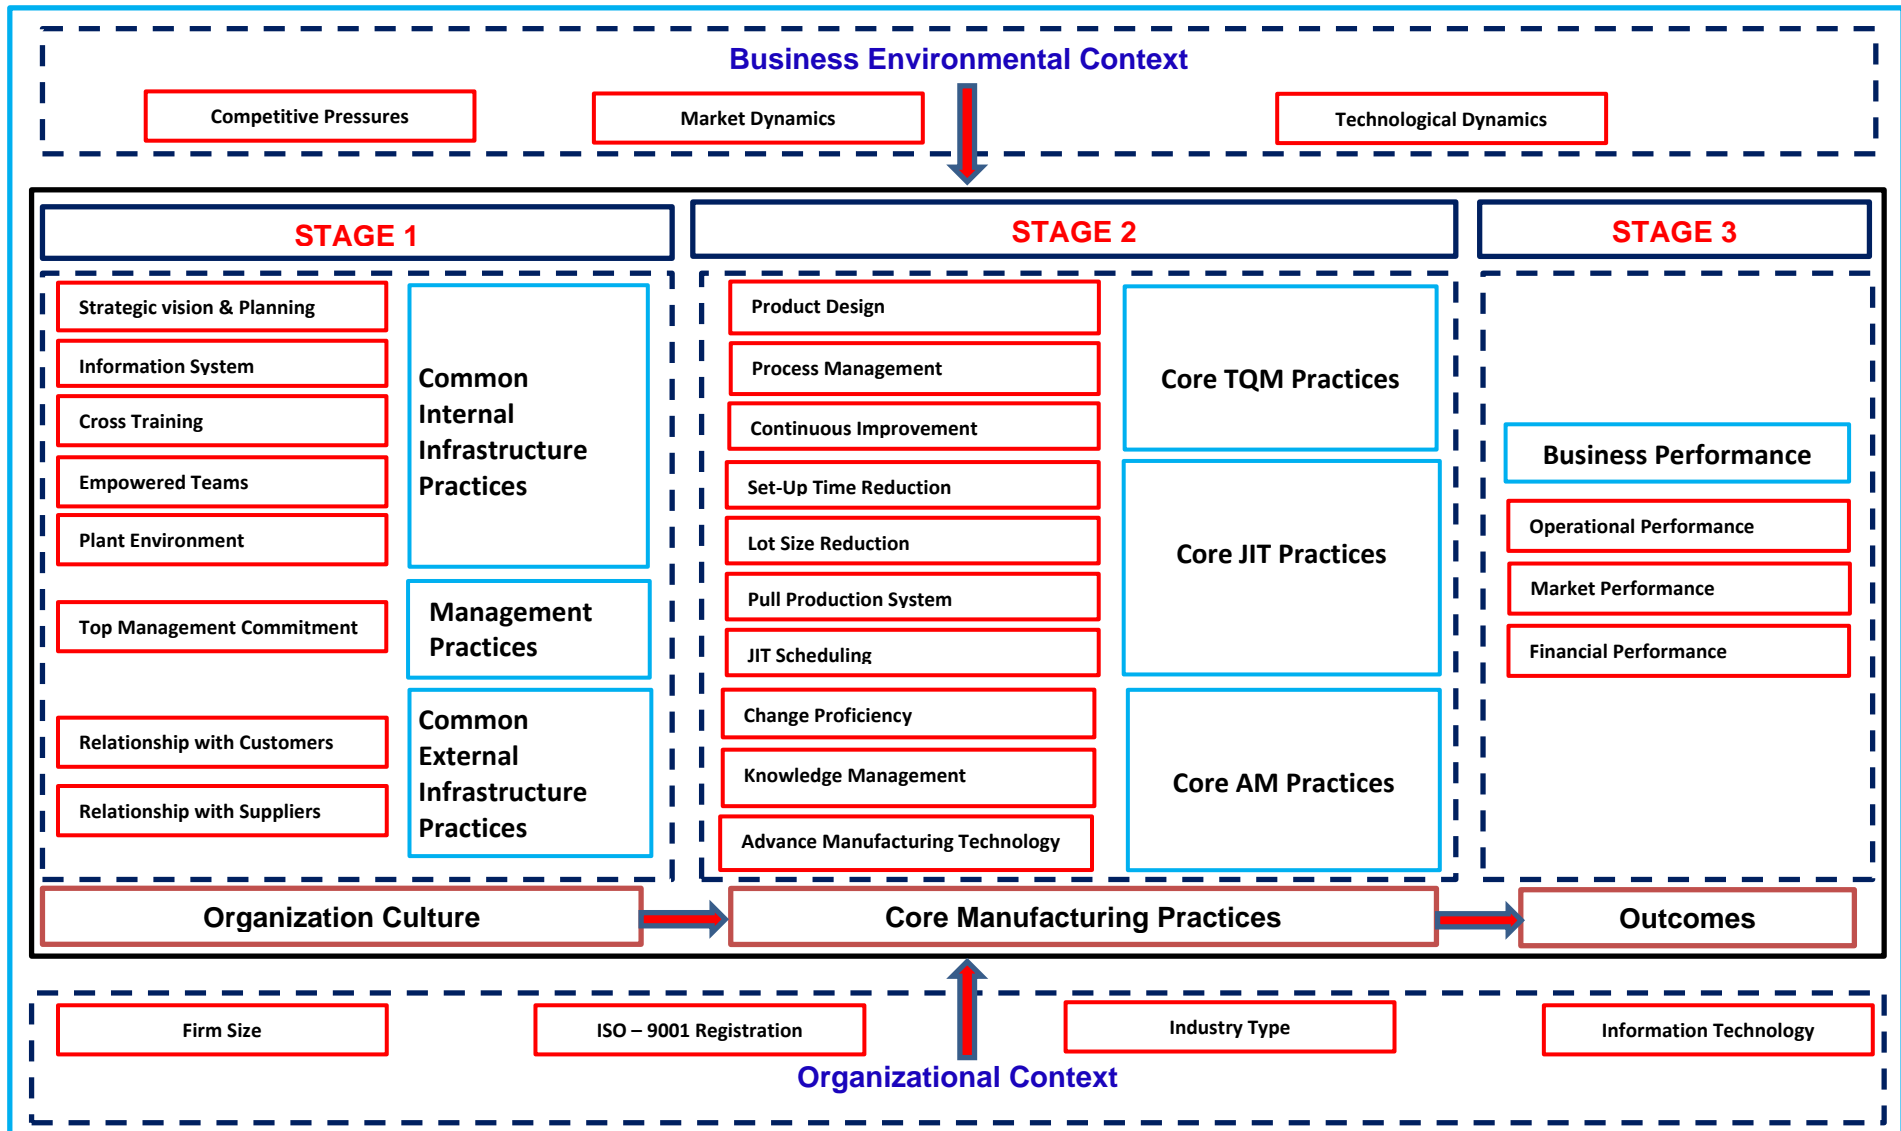 Business Environmental Context
Competitive Pressures
Market Dynamics
Technological Dynamics
STAGE 1
STAGE 2
STAGE 3
Strategic vision & Planning
Information System
Cross Training
Empowered Teams
Plant Environment
Top Management Commitment
Relationship with Customers
Relationship with Suppliers
Common
Internal
Infrastructure
Practices
Management
Practices
Common
External
Infrastructure
Practices
Product Design
Process Management
Continuous Improvement
Set-Up Time Reduction
Lot Size Reduction
Pull Production System
JIT Scheduling
Change Proficiency
Knowledge Management
Advance Manufacturing Technology
Core TQM Practices
Core JIT Practices
Core AM Practices
Business Performance
Operational Performance
Market Performance
Financial Performance
Organization Culture
Core Manufacturing Practices
Outcomes
Firm Size
ISO – 9001 Registration
Industry Type
Information Technology
Organizational Context